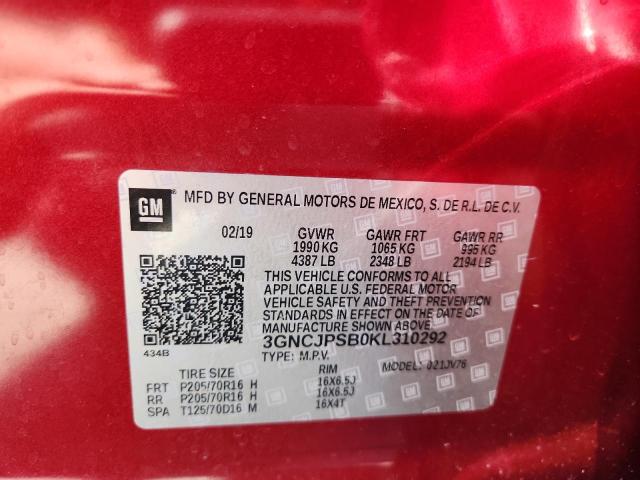 GM ® MFD BY GENERAL MOTORS DE MEXICO, S. DE R.L. DE C.V.
02/19 GVWR GAWR FRT GAWR RR
1990 KG 1065 KG 995 KG
4387 LB 2348 LB 2194 LB
THIS VEHICLE CONFORMS TO ALL
APPLICABLE U.S. FEDERAL MOTOR
VEHICLE SAFETY AND THEFT PREVENTION
STANDARDS IN EFFECT ON THE DATE OF
MANUFACTURE SHOWN ABOVE.
3GNCJPSB0KL310292
434B
TYPE: M.P.V. MODEL: 021JV76
TIRE SIZE RIM
FRT P205/70R16 H 16X6.5J
RR P205/70R16 H 16X6.5J
SPA T125/70D16 M 16X4T